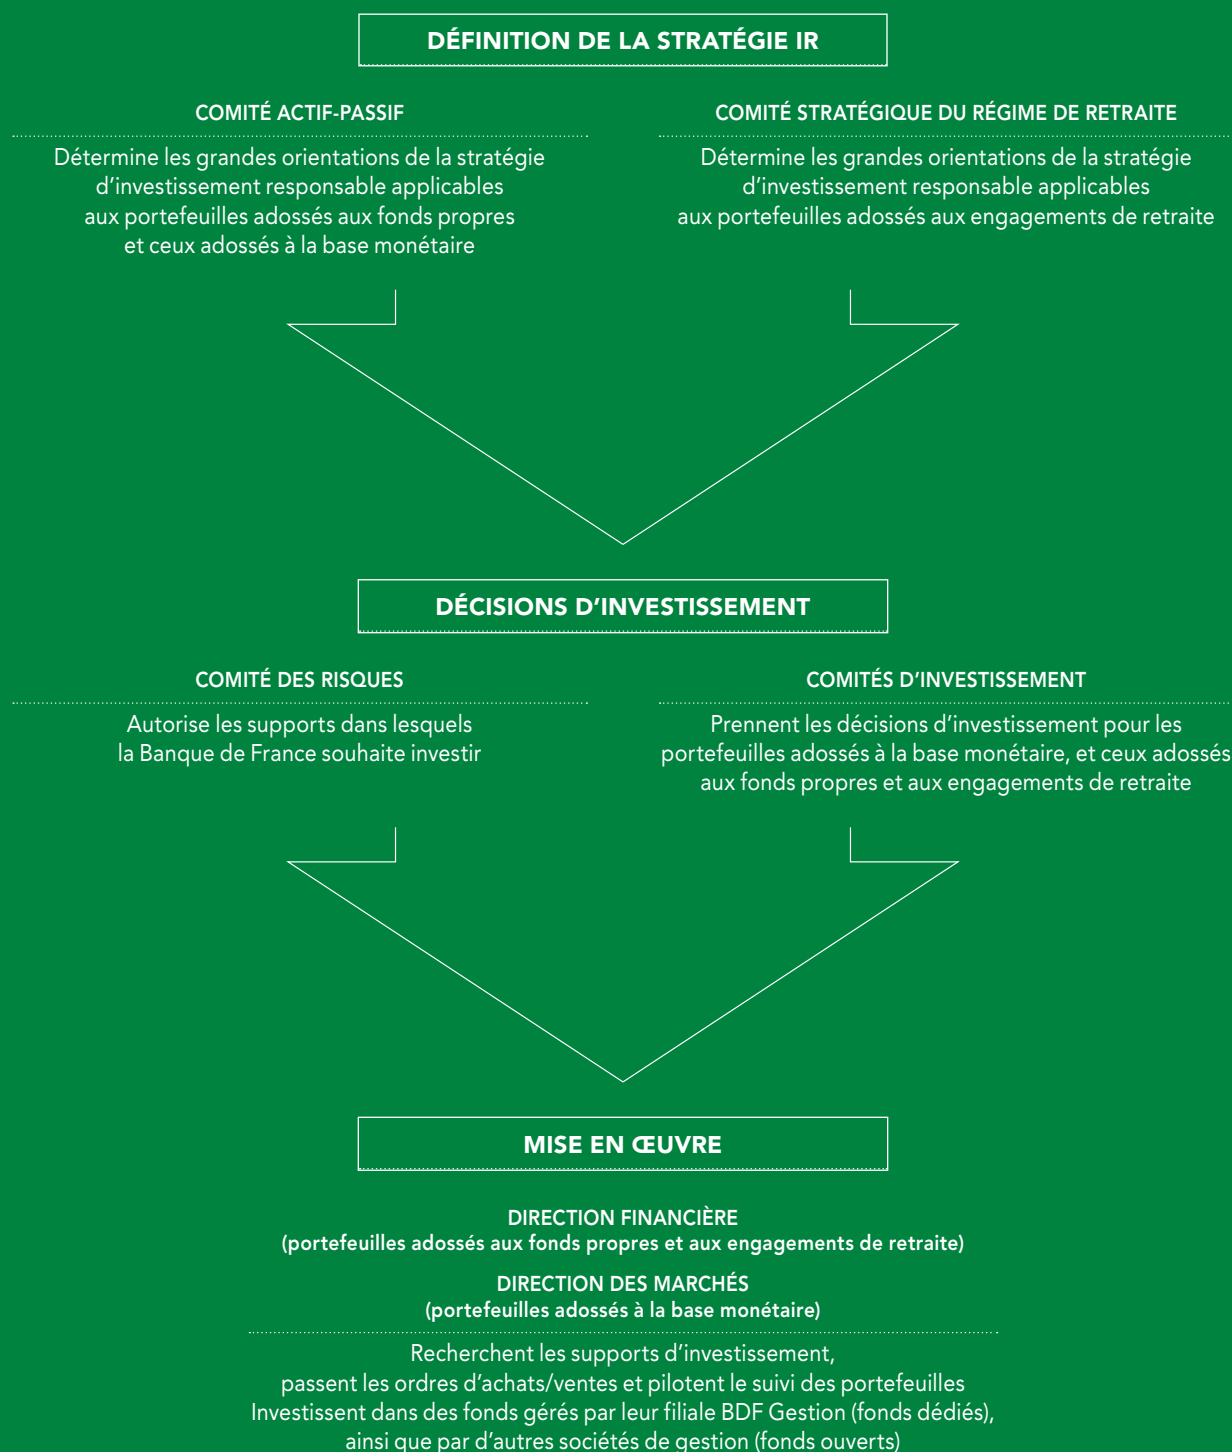 DÉFINITION DE LA STRATÉGIE IR
COMITÉ ACTIF-PASSIF
Détermine les grandes orientations de la stratégie
d’investissement responsable applicables
aux portefeuilles adossés aux fonds propres
et ceux adossés à la base monétaire
COMITÉ STRATÉGIQUE DU RÉGIME DE RETRAITE
Détermine les grandes orientations de la stratégie
d’investissement responsable applicables
aux portefeuilles adossés aux engagements de retraite
DÉCISIONS D’INVESTISSEMENT
COMITÉ DES RISQUES
Autorise les supports dans lesquels
la Banque de France souhaite investir
COMITÉS D’INVESTISSEMENT
Prennent les décisions d’investissement pour les
portefeuilles adossés à la base monétaire, et ceux adossés
aux fonds propres et aux engagements de retraite
MISE EN ŒUVRE
DIRECTION FINANCIÈRE
(portefeuilles adossés aux fonds propres et aux engagements de retraite)
DIRECTION DES MARCHÉS
(portefeuilles adossés à la base monétaire)
Recherchent les supports d’investissement,
passent les ordres d’achats/ventes et pilotent le suivi des portefeuilles
Investissent dans des fonds gérés par leur filiale BDF Gestion (fonds dédiés),
ainsi que par d’autres sociétés de gestion (fonds ouverts)